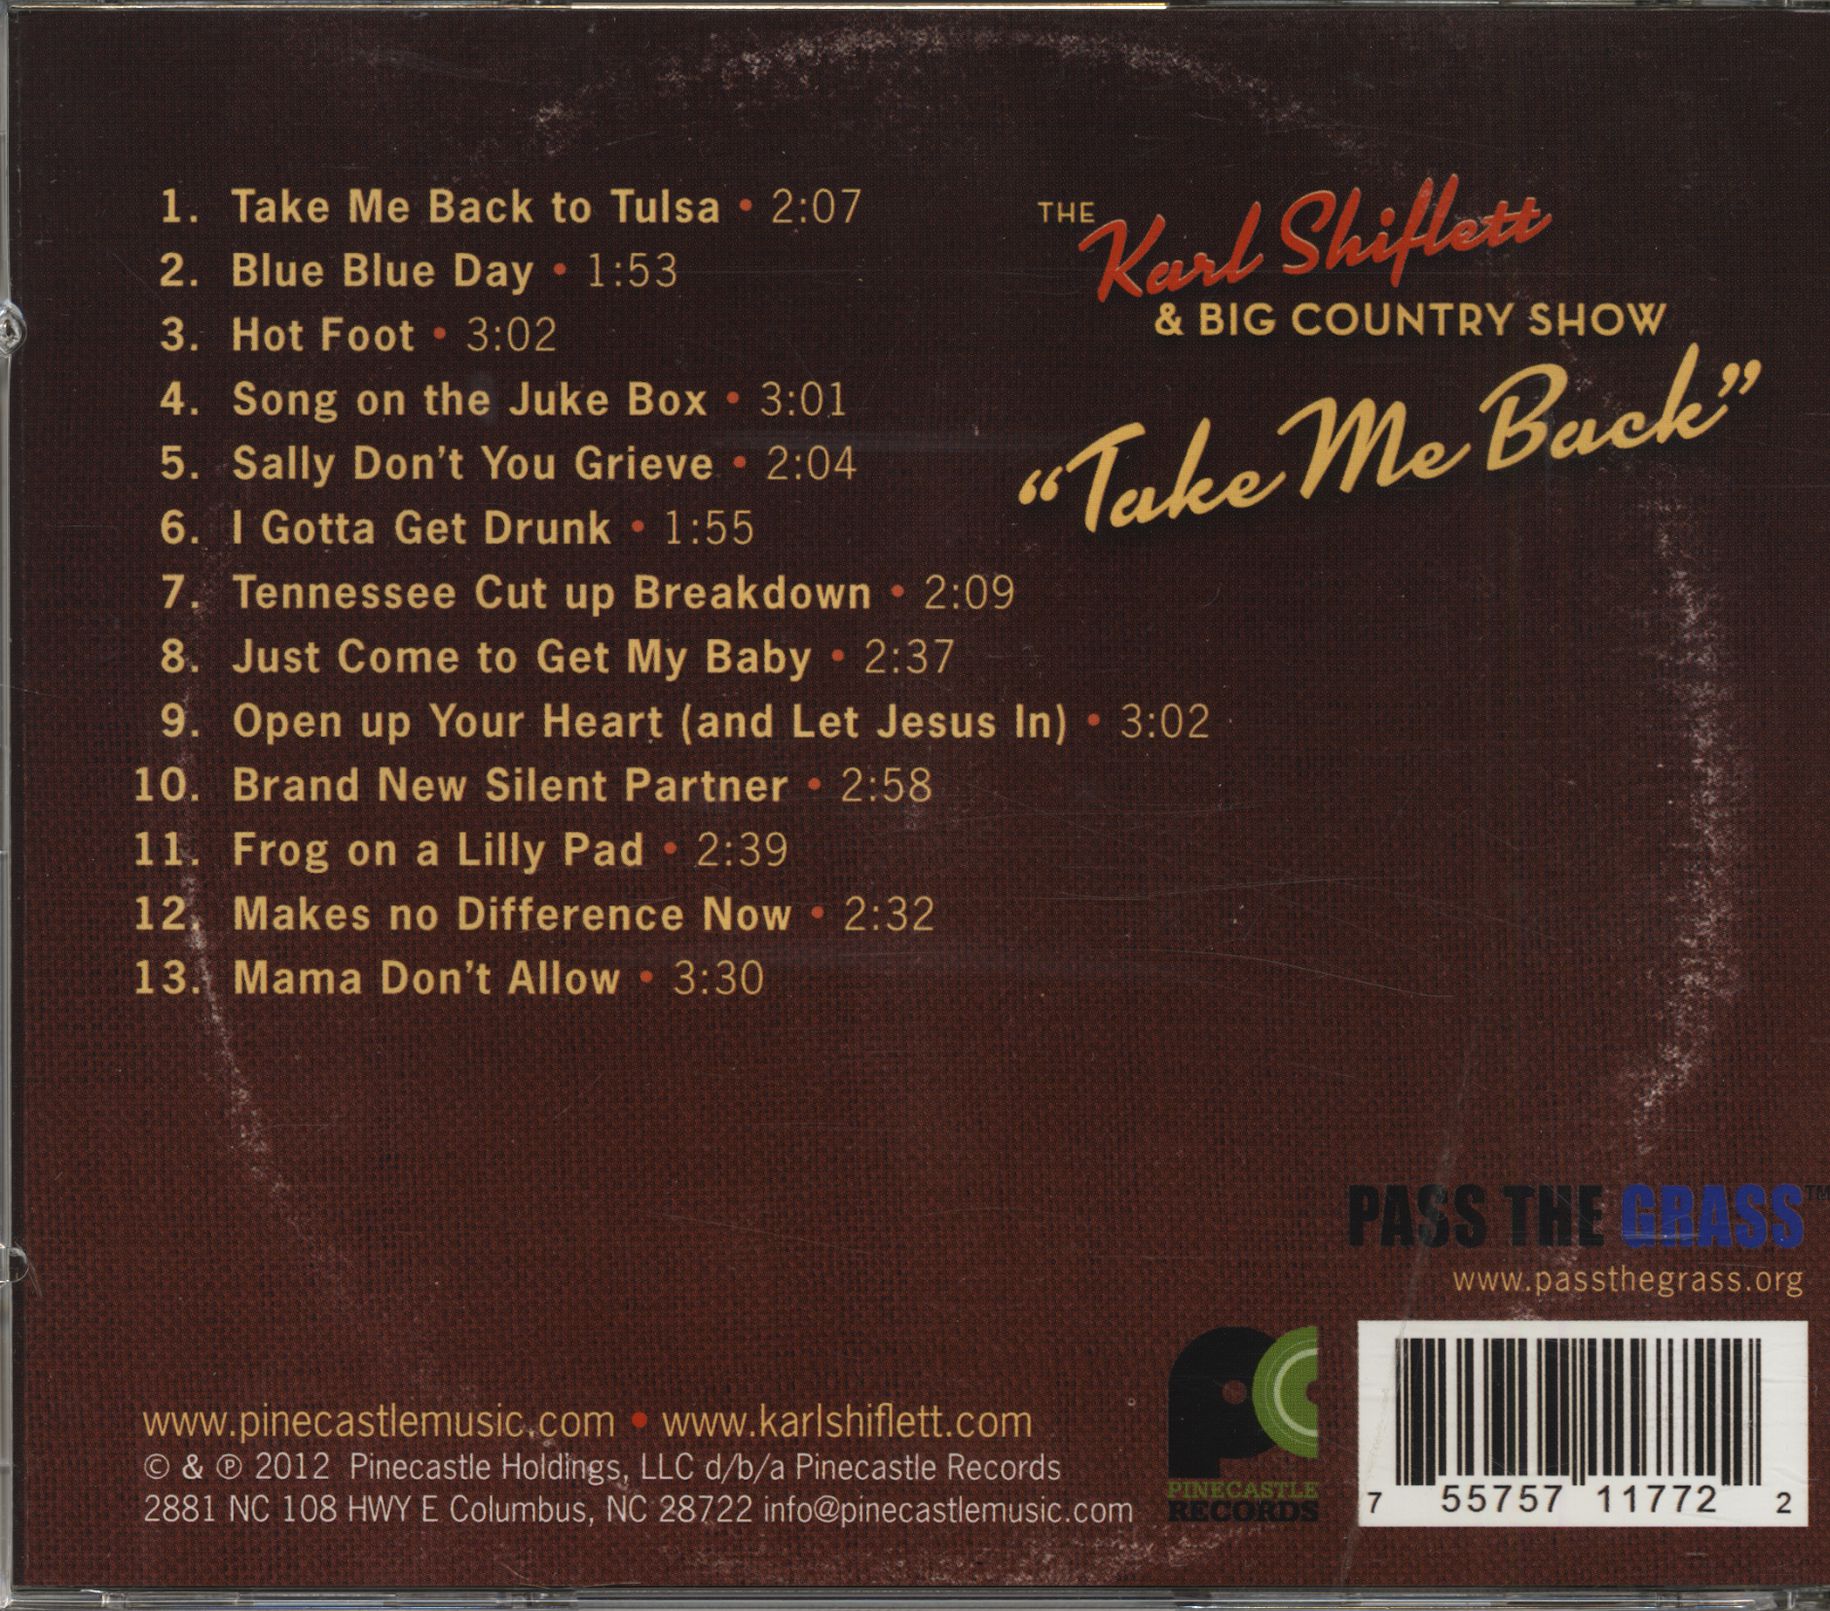 1. Take Me Back to Tulsa • 2:07
2. Blue Blue Day • 1:53
3. Hot Foot • 3:02
4. Song on the Juke Box • 3:01
5. Sally Don't You Grieve • 2:04
6. I Gotta Get Drunk • 1:55
7. Tennessee Cut up Breakdown • 2:09
8. Just Come to Get My Baby • 2:37
9. Open up Your Heart (and Let Jesus In) • 3:02
10. Brand New Silent Partner • 2:58
11. Frog on a Lilly Pad • 2:39
12. Makes no Difference Now • 2:32
13. Mama Don't Allow • 3:30
THE
Karl Shiflett
& BIG COUNTRY SHOW
“Take Me Back”
PASS THE GRASS™
www.passthegrass.org
www.pinecastlemusic.com • www.karlshiflett.com
© & ℗ 2012 Pinecastle Holdings, LLC d/b/a Pinecastle Records
2881 NC 108 HWY E Columbus, NC 28722 info@pinecastlemusic.com
PC
PINECASTLE
RECORDS
7 55757 11772 2